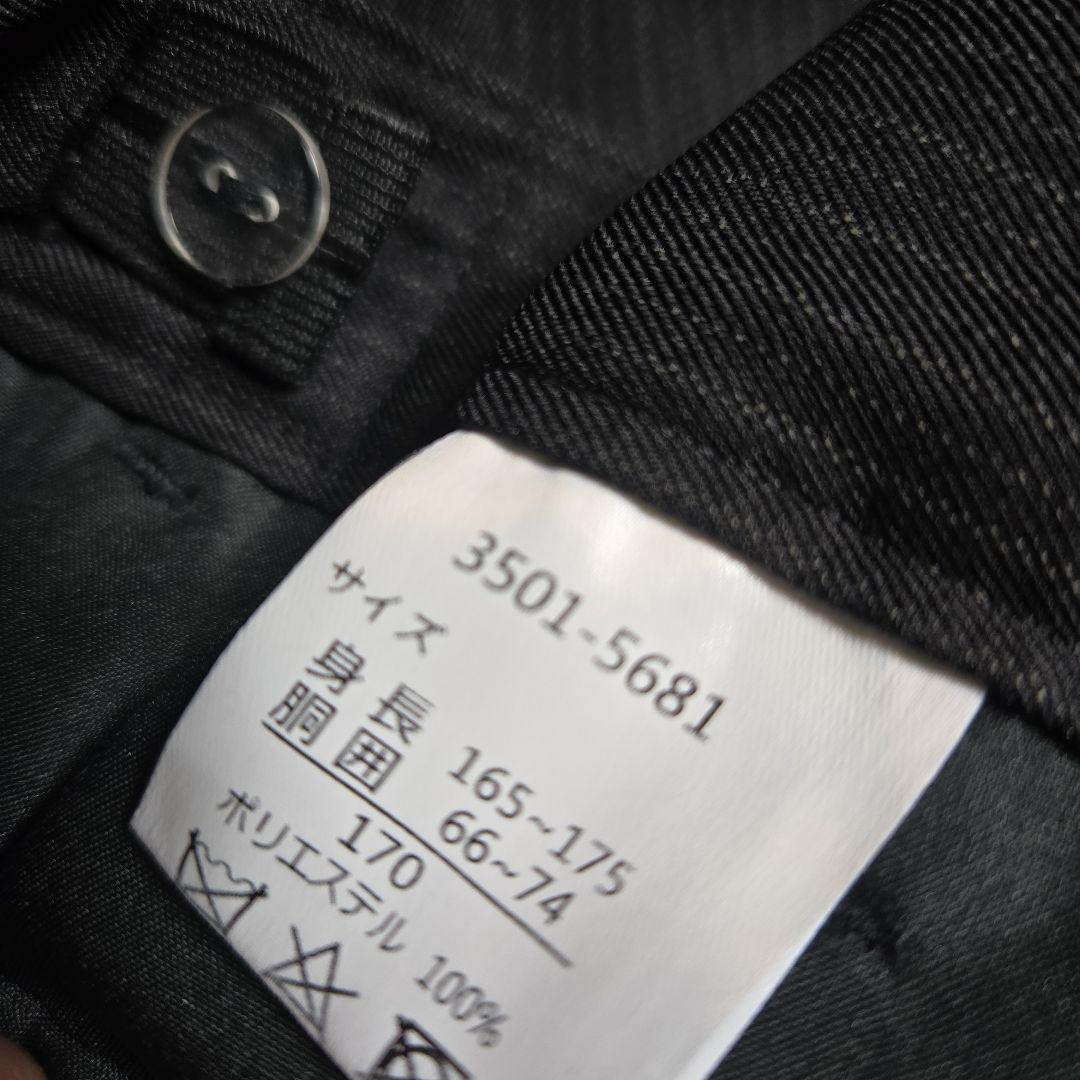 3501-5681
サイズ
身 長 165~175
胴 囲 66~74
170
ポリエステル 100%